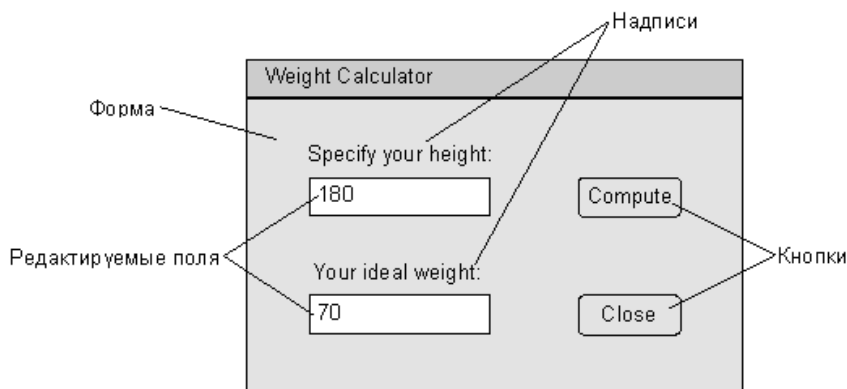 Надписи
Weight Calculator
Форма
Specify your height:
180
Compute
Редактируемые поля
Your ideal weight:
Кнопки
70
Close